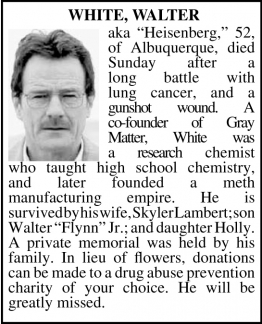 WHITE, WALTER
aka “Heisenberg,” 52,
of Albuquerque, died
Sunday after a
long battle with
lung cancer, and a
gunshot wound. A
co-founder of Gray
Matter, White was
a research chemist
who taught high school chemistry,
and later founded a meth
manufacturing empire. He is
survived by his wife, Skyler Lambert; son
Walter “Flynn” Jr.; and daughter Holly.
A private memorial was held by his
family. In lieu of flowers, donations
can be made to a drug abuse prevention
charity of your choice. He will be
greatly missed.